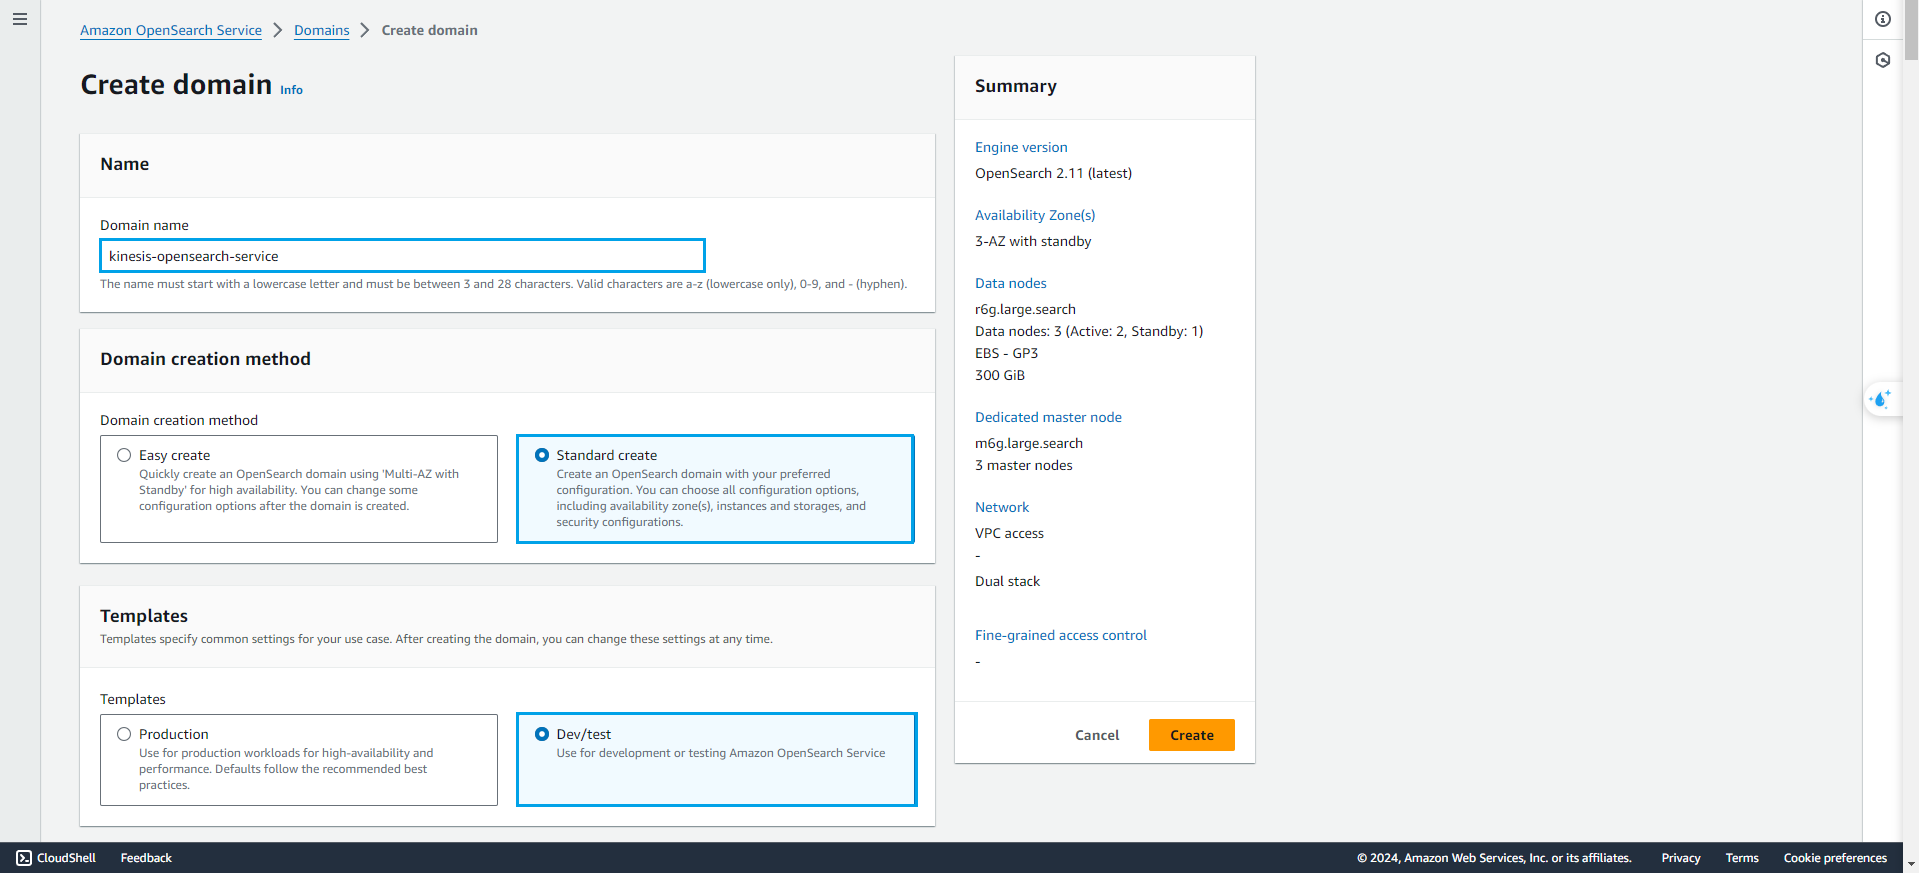 Amazon OpenSearch Service > Domains > Create domain
Create domain Info
Name
Domain name
kinesis-opensearch-service
The name must start with a lowercase letter and must be between 3 and 28 characters. Valid characters are a-z (lowercase only), 0-9, and - (hyphen).
Domain creation method
Domain creation method
Easy create
Quickly create an OpenSearch domain using 'Multi-AZ with
Standby' for high availability. You can change some
configuration options after the domain is created.
Standard create
Create an OpenSearch domain with your preferred
configuration. You can choose all configuration options,
including availability zone(s), instances and storages, and
security configurations.
Templates
Templates specify common settings for your use case. After creating the domain, you can change these settings at any time.
Templates
Production
Use for production workloads for high-availability and
performance. Defaults follow the recommended best
practices.
Dev/test
Use for development or testing Amazon OpenSearch Service
Summary
Engine version
OpenSearch 2.11 (latest)
Availability Zone(s)
3-AZ with standby
Data nodes
r6g.large.search
Data nodes: 3 (Active: 2, Standby: 1)
EBS - GP3
300 GiB
Dedicated master node
m6g.large.search
3 master nodes
Network
VPC access
-
Dual stack
Fine-grained access control
-
Cancel
Create
CloudShell
Feedback
© 2024, Amazon Web Services, Inc. or its affiliates.
Privacy
Terms
Cookie preferences